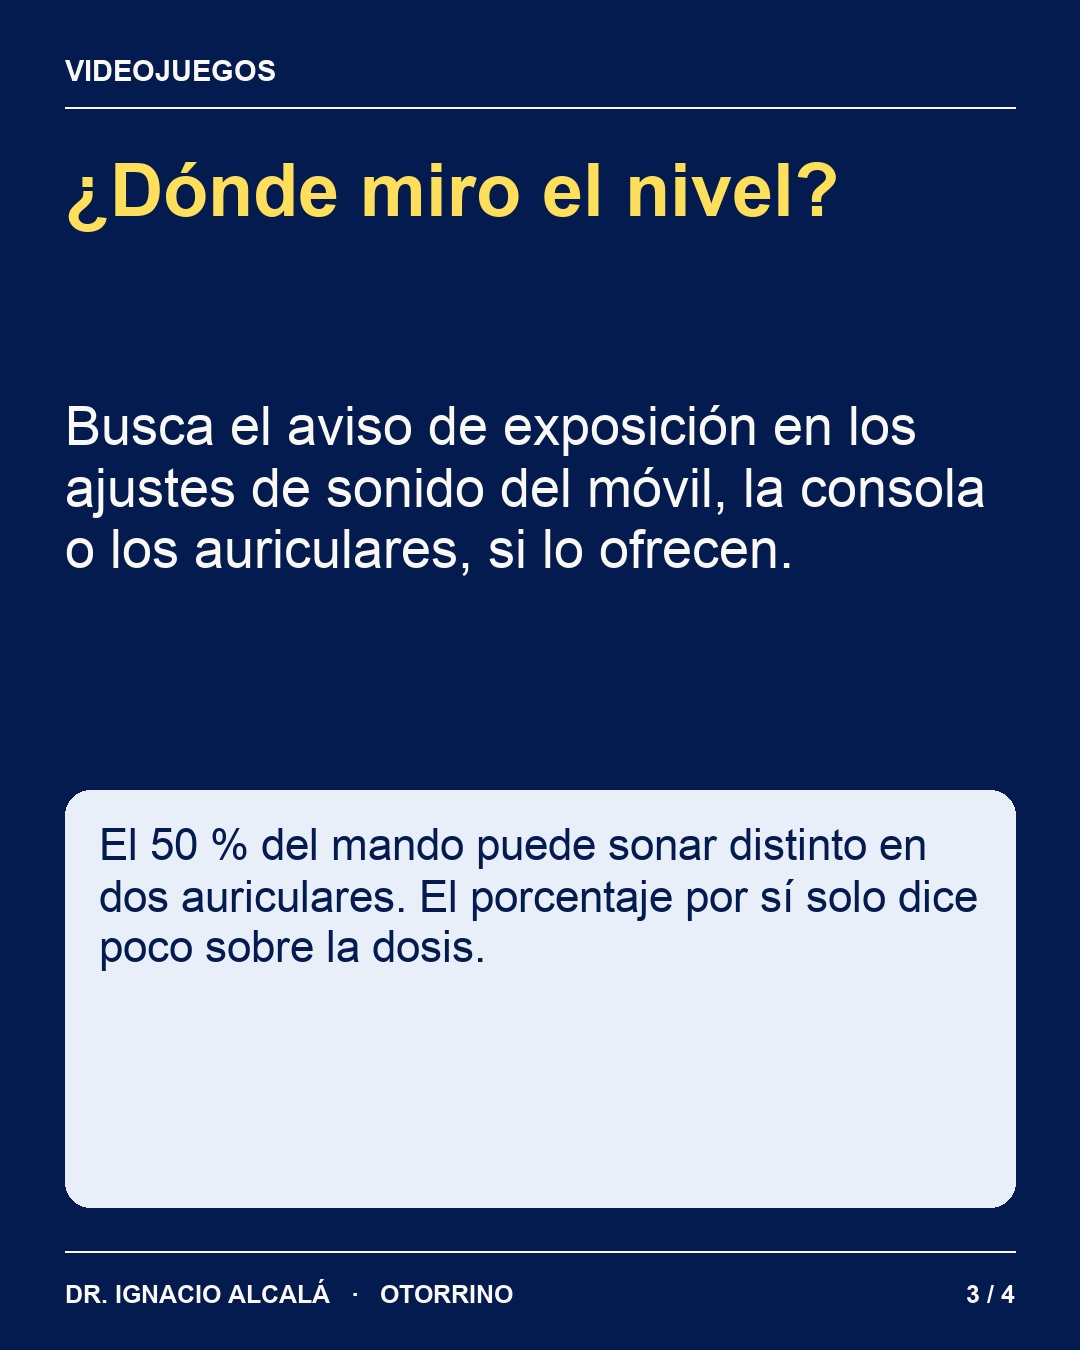 VIDEOJUEGOS
¿Dónde miro el nivel?
Busca el aviso de exposición en los
ajustes de sonido del móvil, la consola
o los auriculares, si lo ofrecen.
El 50 % del mando puede sonar distinto en
dos auriculares. El porcentaje por sí solo dice
poco sobre la dosis.
DR. IGNACIO ALCALÁ · OTORRINO
3 / 4